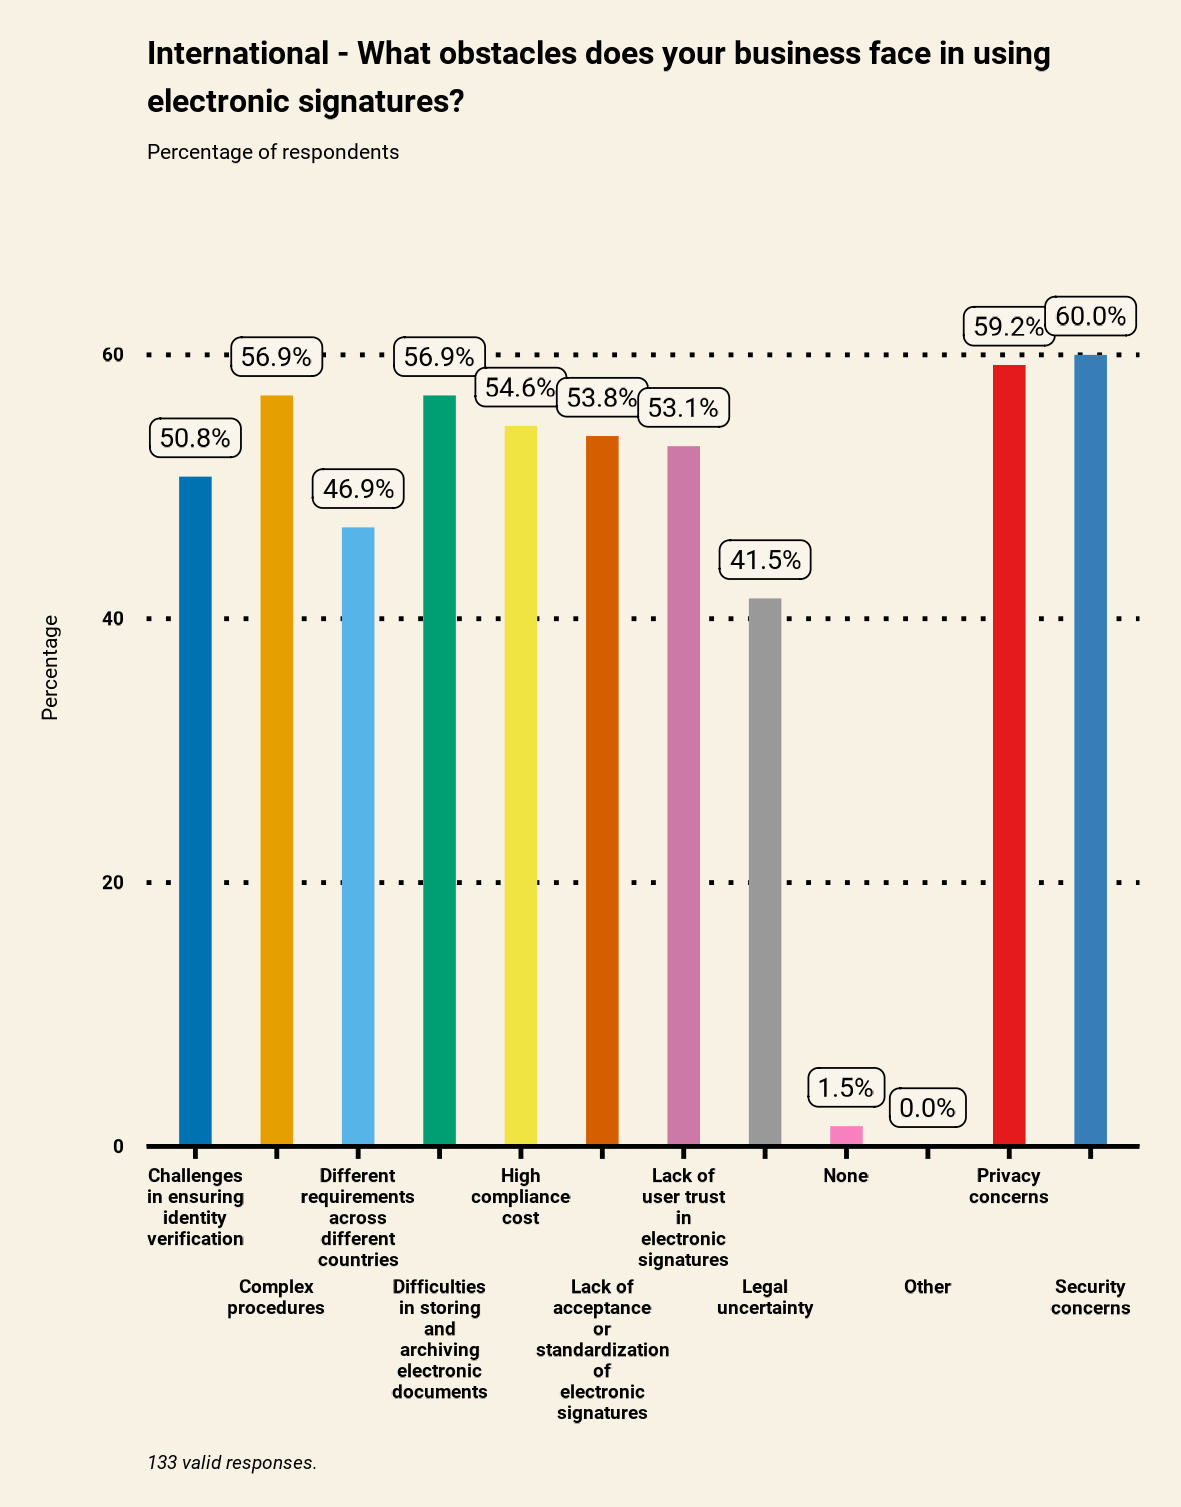 International - What obstacles does your business face in using
electronic signatures?
Percentage of respondents
59.2%
60.0%
60
56.9%
56.9%
54.6%
53.8%
53.1%
50.8%
46.9%
41.5%
40
Percentage
20
1.5%
0.0%
0
Challenges
in ensuring
identity
verification
Complex
procedures
Different
requirements
across
different
countries
Difficulties
in storing
and
archiving
electronic
documents
High
compliance
cost
Lack of
acceptance
or
standardization
of
electronic
signatures
Lack of
user trust
in
electronic
signatures
Legal
uncertainty
None
Other
Privacy
concerns
Security
concerns
133 valid responses.